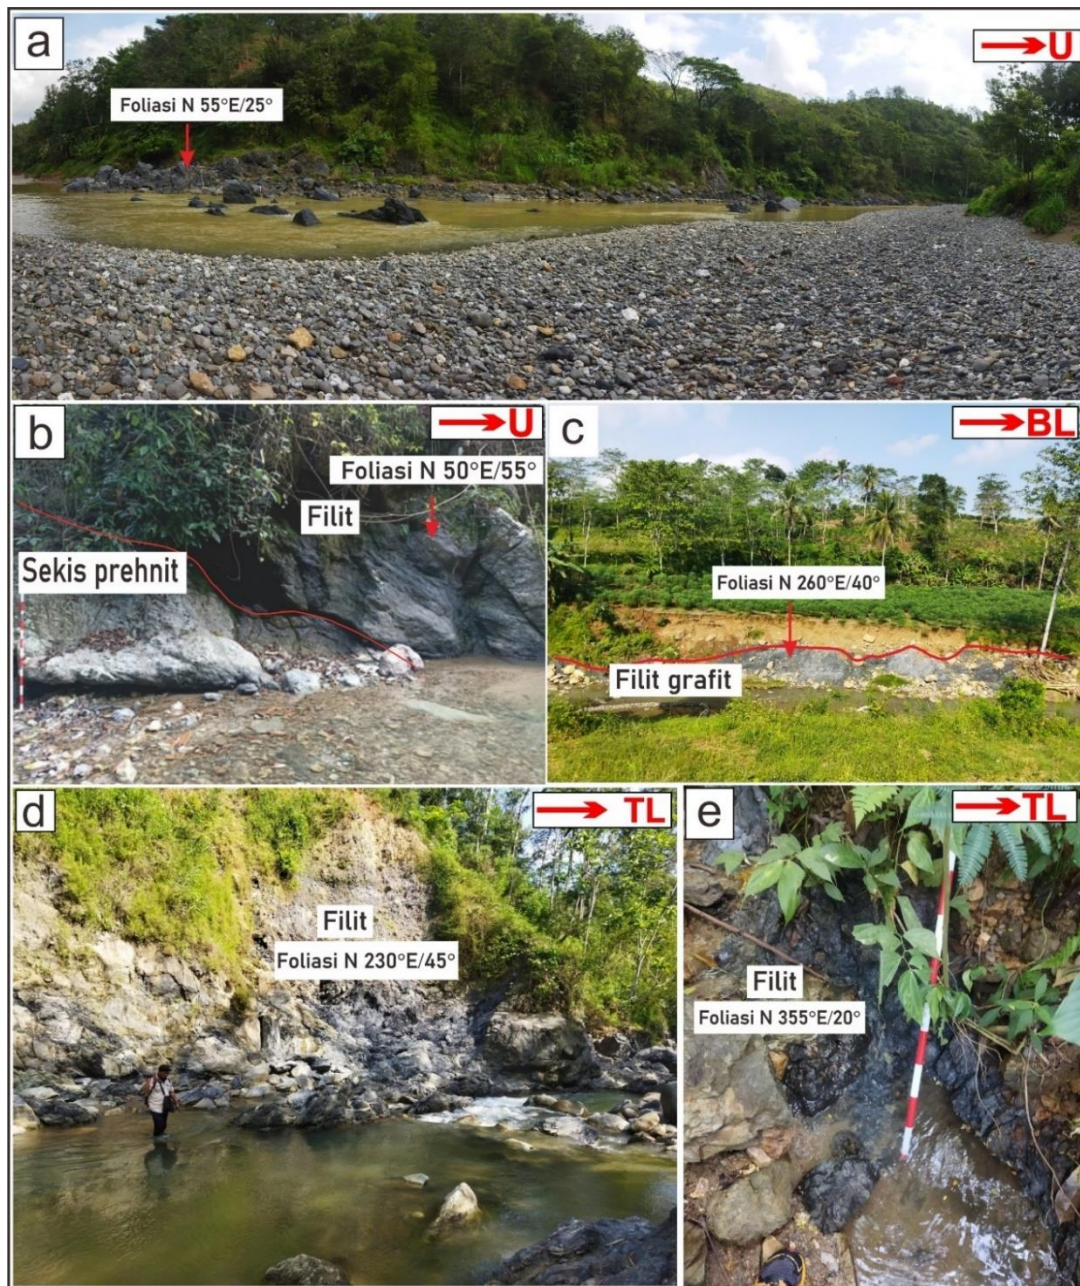 a
U
Foliasi N 55°E/25°
b
U
Foliasi N 50°E/55°
Filit
Sekis prehnit
c
BL
Foliasi N 260°E/40°
Filit grafit
d
TL
Filit
Foliasi N 230°E/45°
e
TL
Filit
Foliasi N 355°E/20°